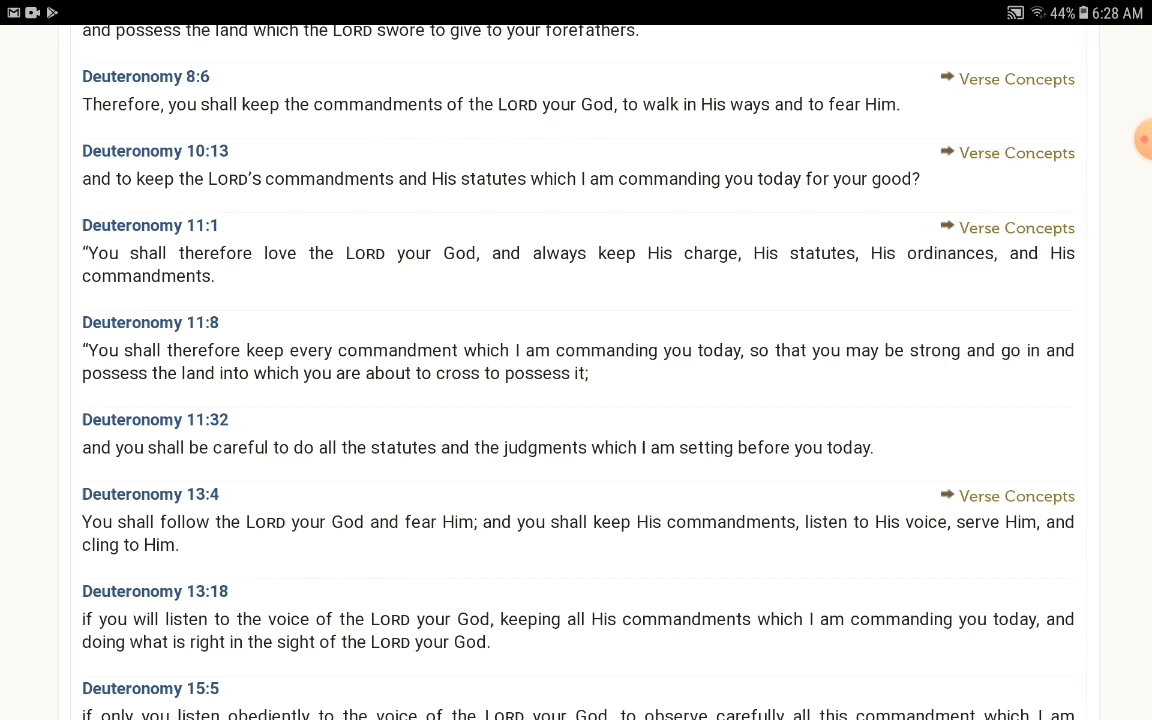 44% 6:28 AM
and possess the land which the LORD swore to give to your forefathers.
Deuteronomy 8:6
Verse Concepts
Therefore, you shall keep the commandments of the LORD your God, to walk in His ways and to fear Him.
Deuteronomy 10:13
Verse Concepts
and to keep the LORD’S commandments and His statutes which I am commanding you today for your good?
Deuteronomy 11:1
Verse Concepts
“You shall therefore love the LORD your God, and always keep His charge, His statutes, His ordinances, and His
commandments.
Deuteronomy 11:8
“You shall therefore keep every commandment which I am commanding you today, so that you may be strong and go in and
possess the land into which you are about to cross to possess it;
Deuteronomy 11:32
and you shall be careful to do all the statutes and the judgments which I am setting before you today.
Deuteronomy 13:4
Verse Concepts
You shall follow the LORD your God and fear Him; and you shall keep His commandments, listen to His voice, serve Him, and
cling to Him.
Deuteronomy 13:18
if you will listen to the voice of the LORD your God, keeping all His commandments which I am commanding you today, and
doing what is right in the sight of the LORD your God.
Deuteronomy 15:5
if only you listen obediently to the voice of the LORD your God, to observe carefully all this commandment which I am